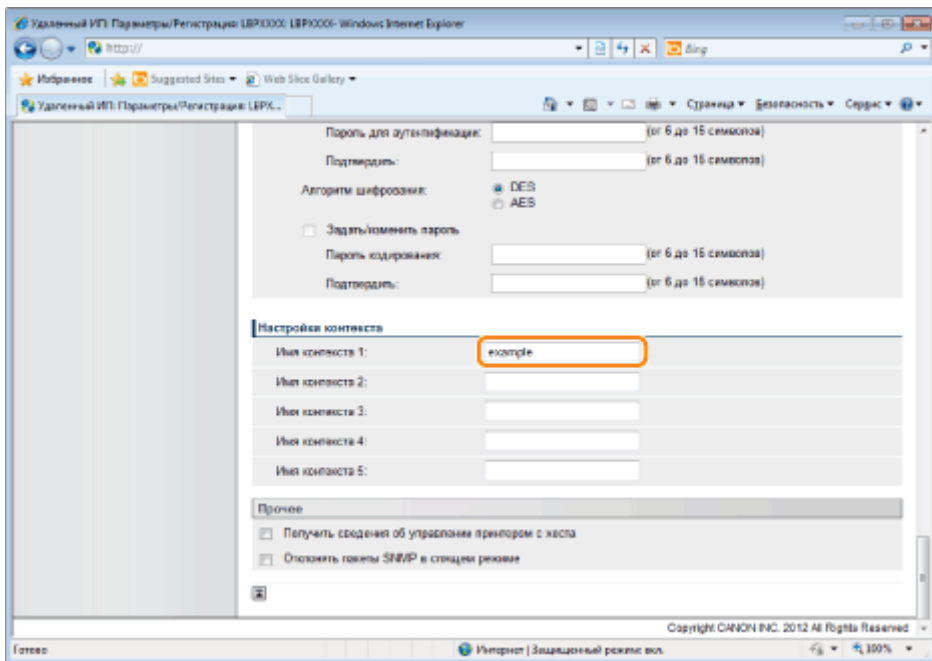 Удаленный ИП: Параметры/Регистрация: LBPXXXX: LBPXXXX- Windows Internet Explorer
http://
Bing
Избранное Suggested Sites Web Slice Gallery
Удаленный ИП: Параметры/Регистрация: LBPX... Страница Безопасность Сервис
Пароль для аутентификации: (от 6 до 16 символов)
Подтвердить: (от 6 до 16 символов)
Алгоритм шифрования: DES
AES
Задать/изменить пароль
Пароль кодирования: (от 6 до 16 символов)
Подтвердить: (от 6 до 16 символов)
Настройки контекста
Имя контекста 1: example
Имя контекста 2:
Имя контекста 3:
Имя контекста 4:
Имя контекста 5:
Прочее
Получить сведения об управлении принтером с хоста
Отклонять пакеты SNMP в спящем режиме
Copyright CANON INC. 2012 All Rights Reserved
Готово Интернет | Защищенный режим: вкл. 100%